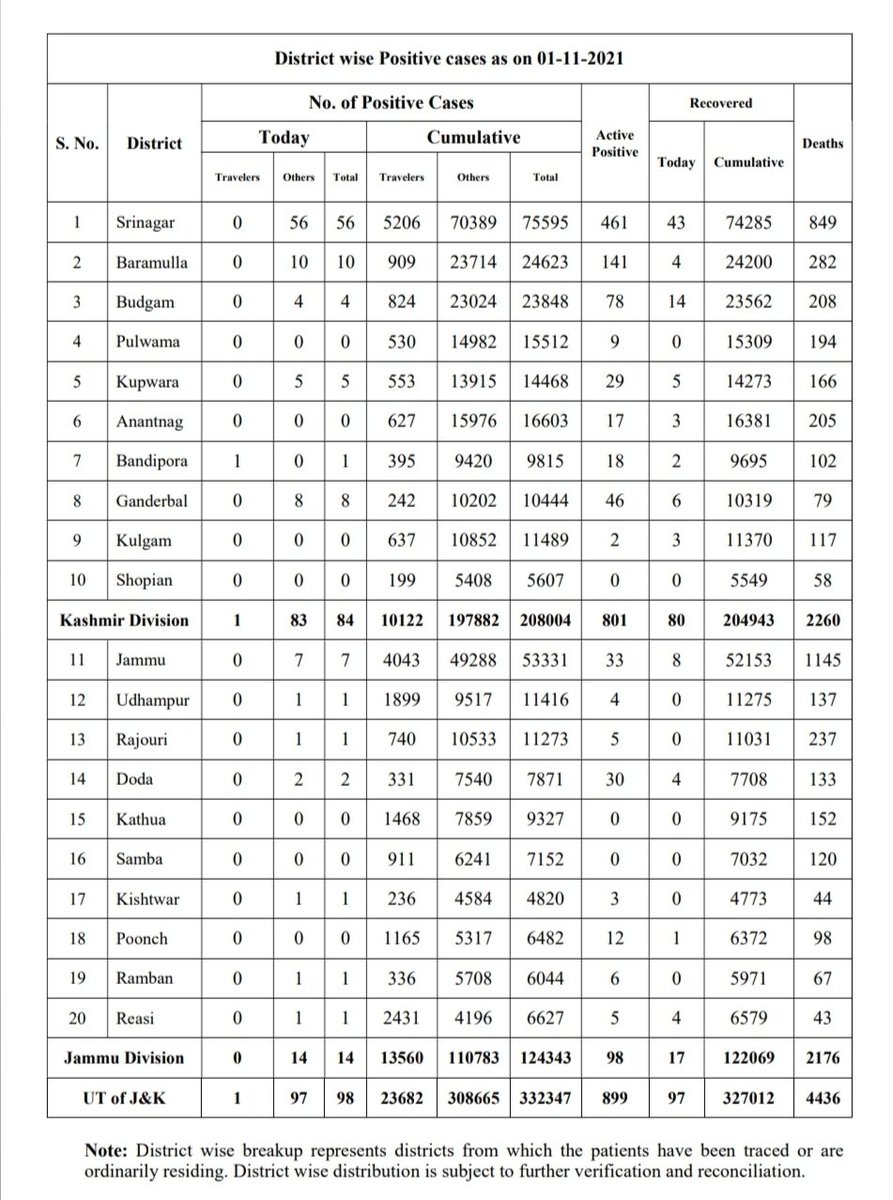 District wise Positive cases as on 01-11-2021
S. No. District No. of Positive Cases Active Positive Recovered Deaths
Today Cumulative Today Cumulative
Travelers Others Total Travelers Others Total
1 Srinagar 0 56 56 5206 70389 75595 461 43 74285 849
2 Baramulla 0 10 10 909 23714 24623 141 4 24200 282
3 Budgam 0 4 4 824 23024 23848 78 14 23562 208
4 Pulwama 0 0 0 530 14982 15512 9 0 15309 194
5 Kupwara 0 5 5 553 13915 14468 29 5 14273 166
6 Anantnag 0 0 0 627 15976 16603 17 3 16381 205
7 Bandipora 1 0 1 395 9420 9815 18 2 9695 102
8 Ganderbal 0 8 8 242 10202 10444 46 6 10319 79
9 Kulgam 0 0 0 637 10852 11489 2 3 11370 117
10 Shopian 0 0 0 199 5408 5607 0 0 5549 58
Kashmir Division 1 83 84 10122 197882 208004 801 80 204943 2260
11 Jammu 0 7 7 4043 49288 53331 33 8 52153 1145
12 Udhampur 0 1 1 1899 9517 11416 4 0 11275 137
13 Rajouri 0 1 1 740 10533 11273 5 0 11031 237
14 Doda 0 2 2 331 7540 7871 30 4 7708 133
15 Kathua 0 0 0 1468 7859 9327 0 0 9175 152
16 Samba 0 0 0 911 6241 7152 0 0 7032 120
17 Kishtwar 0 1 1 236 4584 4820 3 0 4773 44
18 Poonch 0 0 0 1165 5317 6482 12 1 6372 98
19 Ramban 0 1 1 336 5708 6044 6 0 5971 67
20 Reasi 0 1 1 2431 4196 6627 5 4 6579 43
Jammu Division 0 14 14 13560 110783 124343 98 17 122069 2176
UT of J&K 1 97 98 23682 308665 332347 899 97 327012 4436
Note: District wise breakup represents districts from which the patients have been traced or are
ordinarily residing. District wise distribution is subject to further verification and reconciliation.